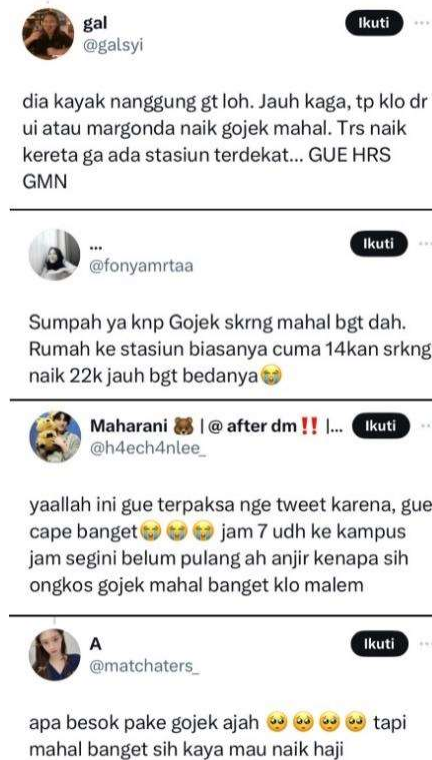 gal
Ikuti
@galsyi
dia kayak nanggung gt loh. Jauh kaga, tp klo dr
ui atau margonda naik gojek mahal. Trs naik
kereta ga ada stasiun terdekat... GUE HRS
GMN
...
Ikuti
@fonyamrtaa
Sumpah ya knp Gojek skrng mahal bgt dah.
Rumah ke stasiun biasanya cuma 14kan srkng
naik 22k jauh bgt bedanya😭
Maharani 🐻 | @ after dm‼️ |...
Ikuti
@h4ech4nlee_
yaallah ini gue terpaksa nge tweet karena, gue
cape banget😭😭😭 jam 7 udh ke kampus
jam segini belum pulang ah anjir kenapa sih
ongkos gojek mahal banget klo malem
A
Ikuti
@matchaters_
apa besok pake gojek ajah 🥺🥺🥺🥺 tapi
mahal banget sih kaya mau naik haji